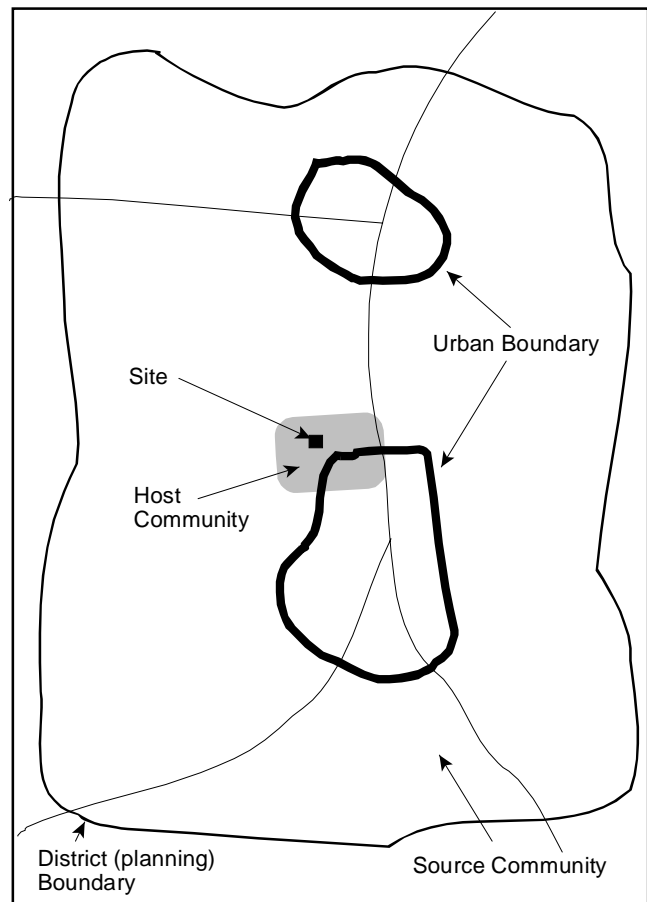 Urban Boundary
Site
Host
Community
District (planning)
Boundary
Source Community